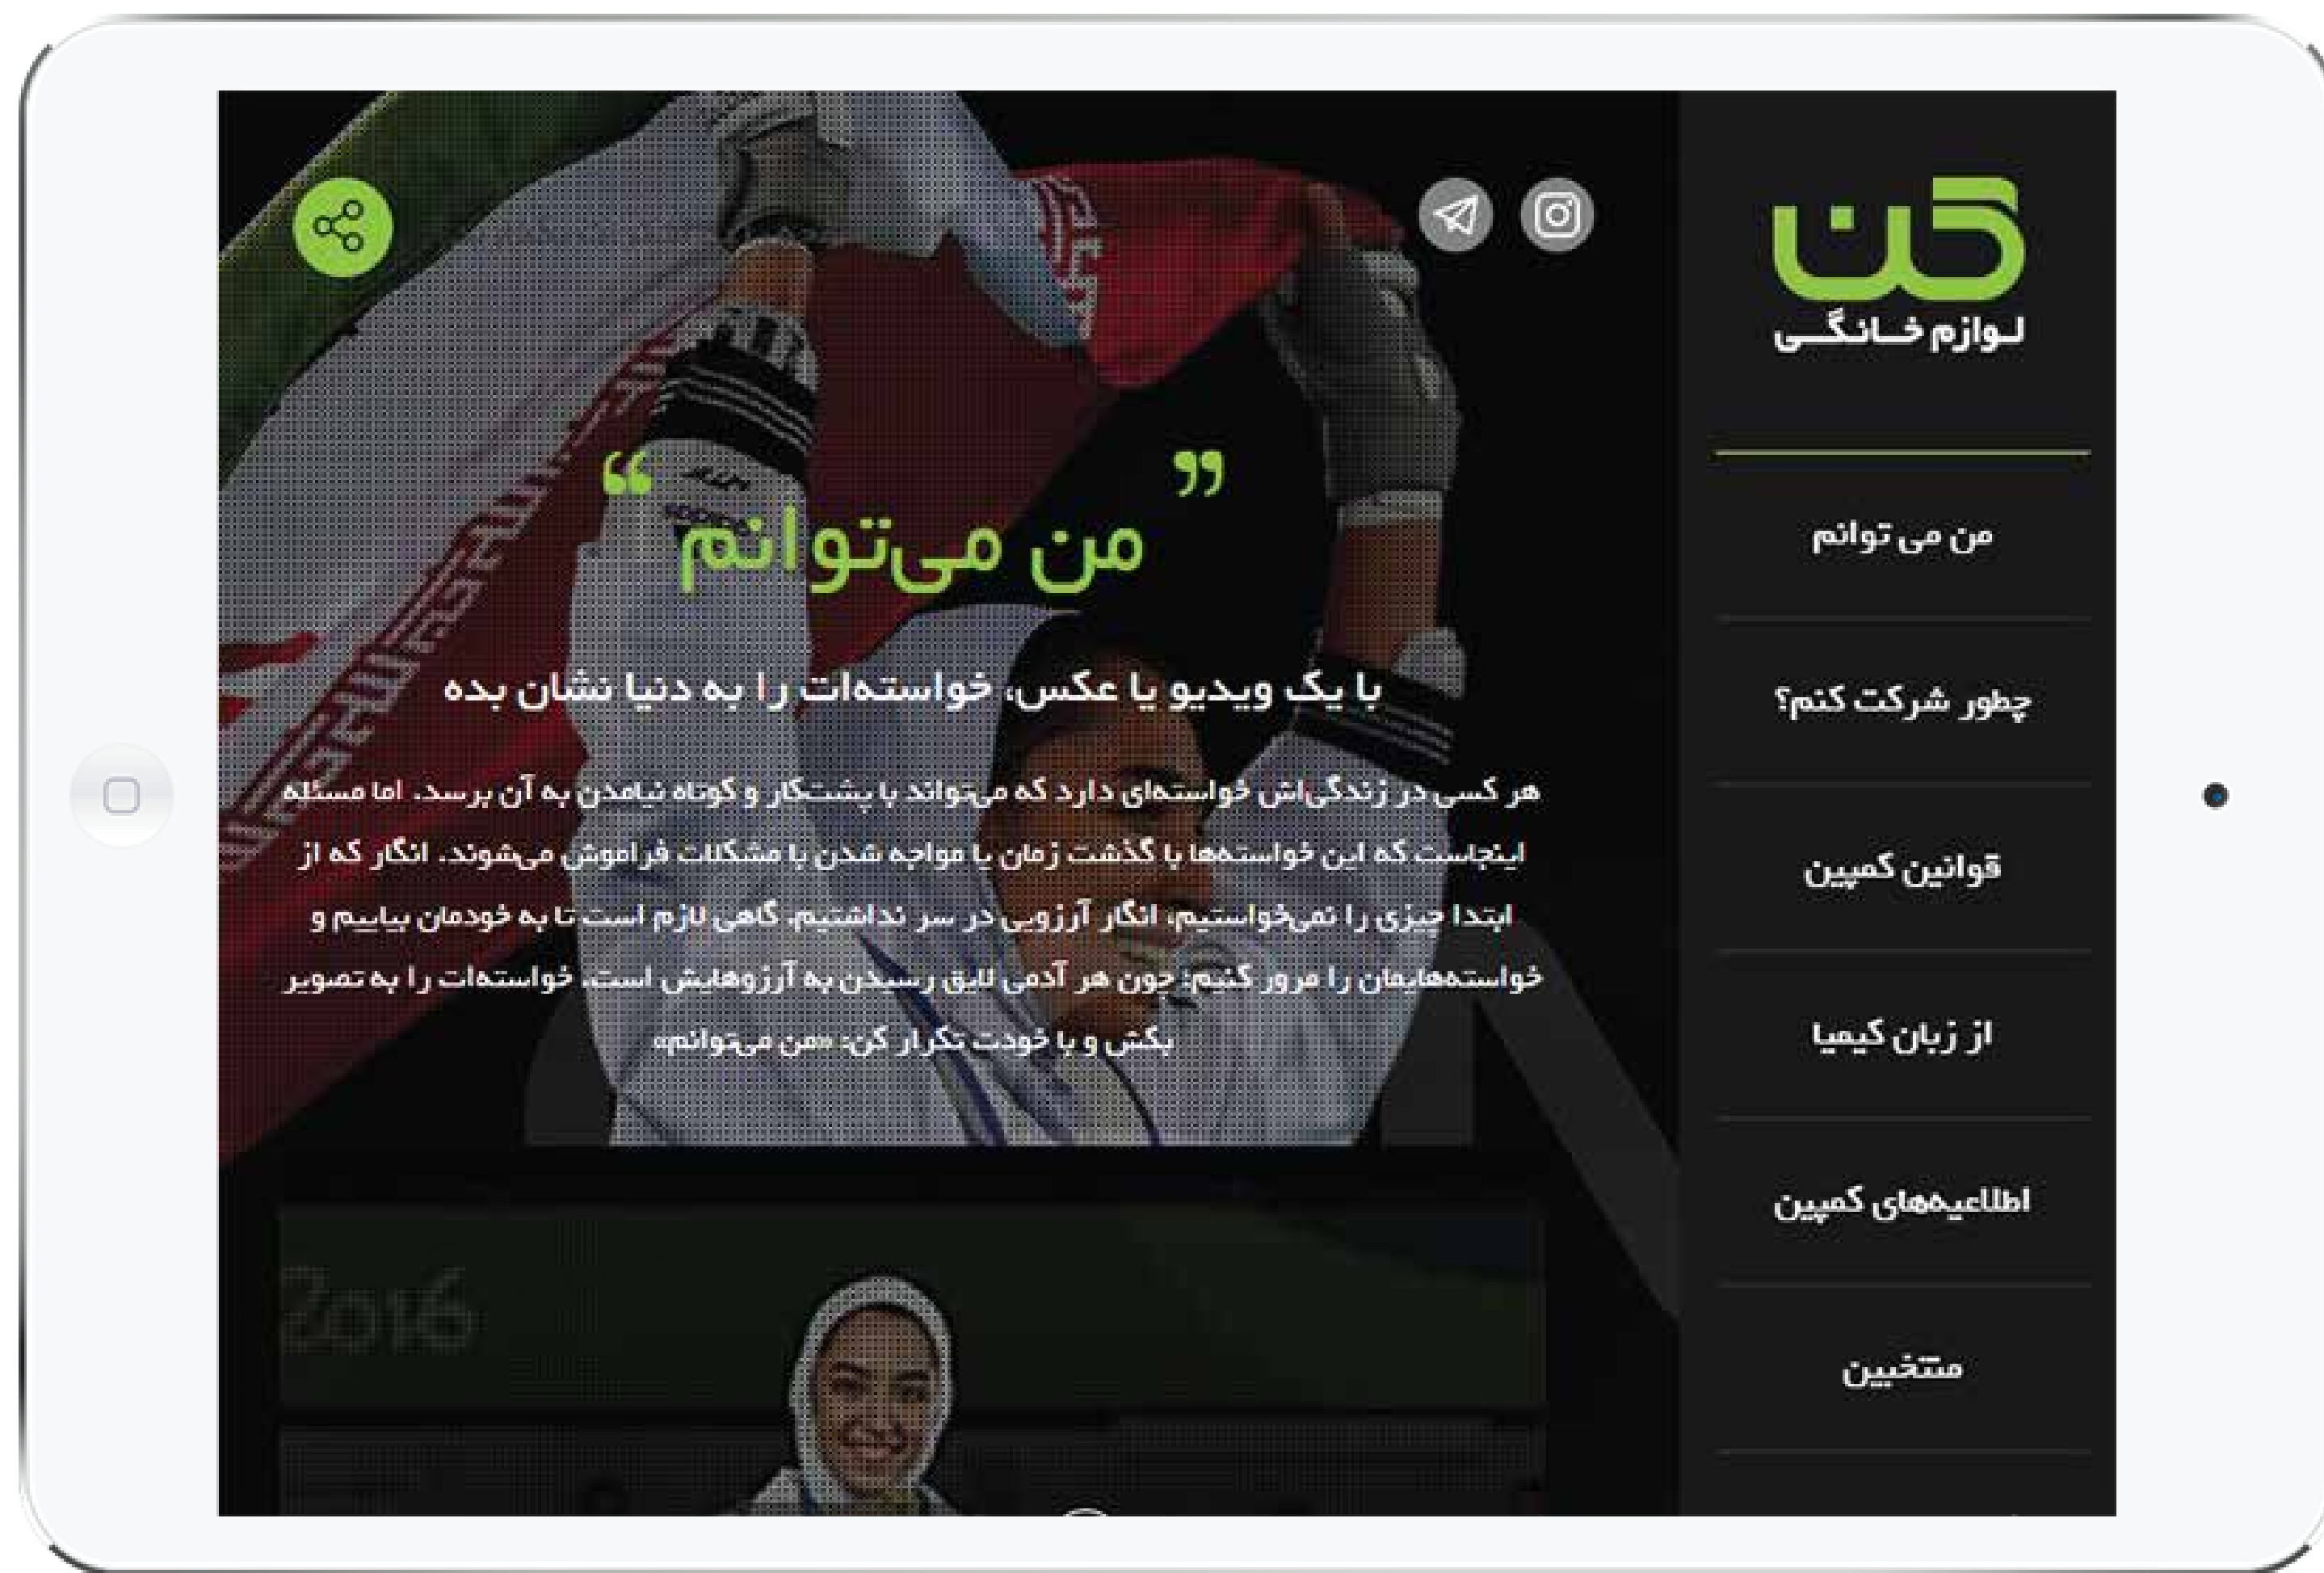 گن
لـوازم خــانگــی
من می توانم
چطور شرکت کنم؟
قوانین کمپین
از زبان کیمیا
اطلاعیه‌های کمپین
منتخبین
” من می‌توانم “
با یک ویدیو یا عکس، خواسته‌ات را به دنیا نشان بده
هر کسی در زندگی‌اش خواسته‌ای دارد که می‌تواند با پشت‌کار و کوتاه نیامدن به آن برسد. اما مسئله
اینجاست که این خواسته‌ها با گذشت زمان یا مواجه شدن با مشکلات فراموش می‌شوند. انگار که از
ابتدا چیزی را نمی‌خواستیم، انگار آرزویی در سر نداشتیم. گاهی لازم است تا به خودمان بیاییم و
خواسته‌هایمان را مرور کنیم؛ چون هر آدمی لایق رسیدن به آرزوهایش است. خواسته‌ات را به تصویر
بکش و با خودت تکرار کن: «من می‌توانم»
2016